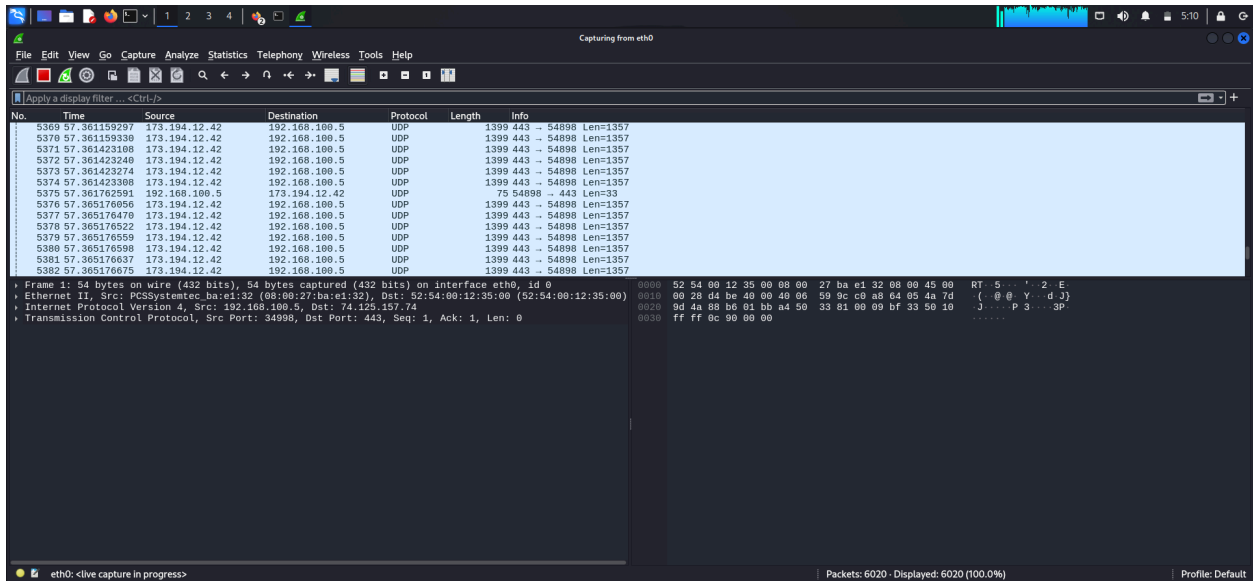 1 2 3 4 5:10
Capturing from eth0
File Edit View Go Capture Analyze Statistics Telephony Wireless Tools Help
Apply a display filter ... <Ctrl-/>
No. Time Source Destination Protocol Length Info
5369 57.361159297 173.194.12.42 192.168.100.5 UDP 1399 443 → 54898 Len=1357
5370 57.361159330 173.194.12.42 192.168.100.5 UDP 1399 443 → 54898 Len=1357
5371 57.361423108 173.194.12.42 192.168.100.5 UDP 1399 443 → 54898 Len=1357
5372 57.361423240 173.194.12.42 192.168.100.5 UDP 1399 443 → 54898 Len=1357
5373 57.361423274 173.194.12.42 192.168.100.5 UDP 1399 443 → 54898 Len=1357
5374 57.361423308 173.194.12.42 192.168.100.5 UDP 1399 443 → 54898 Len=1357
5375 57.361762591 192.168.100.5 173.194.12.42 UDP 75 54898 → 443 Len=33
5376 57.365176056 173.194.12.42 192.168.100.5 UDP 1399 443 → 54898 Len=1357
5377 57.365176470 173.194.12.42 192.168.100.5 UDP 1399 443 → 54898 Len=1357
5378 57.365176522 173.194.12.42 192.168.100.5 UDP 1399 443 → 54898 Len=1357
5379 57.365176559 173.194.12.42 192.168.100.5 UDP 1399 443 → 54898 Len=1357
5380 57.365176598 173.194.12.42 192.168.100.5 UDP 1399 443 → 54898 Len=1357
5381 57.365176637 173.194.12.42 192.168.100.5 UDP 1399 443 → 54898 Len=1357
5382 57.365176675 173.194.12.42 192.168.100.5 UDP 1399 443 → 54898 Len=1357
Frame 1: 54 bytes on wire (432 bits), 54 bytes captured (432 bits) on interface eth0, id 0
Ethernet II, Src: PCSSystemtec_ba:e1:32 (08:00:27:ba:e1:32), Dst: 52:54:00:12:35:00 (52:54:00:12:35:00)
Internet Protocol Version 4, Src: 192.168.100.5, Dst: 74.125.157.74
Transmission Control Protocol, Src Port: 34998, Dst Port: 443, Seq: 1, Ack: 1, Len: 0
0000 52 54 00 12 35 00 08 00 27 ba e1 32 08 00 45 00 RT··5···'··2··E·
0010 00 28 d4 be 40 00 40 06 59 9c c0 a8 64 05 4a 7d ·(··@·@·Y···d·J}
0020 9d 4a 88 b6 01 bb a4 50 33 81 00 09 bf 33 50 10 ·J·····P3····3P·
0030 ff ff 0c 90 00 00 ······
eth0: <live capture in progress> Packets: 6020 · Displayed: 6020 (100.0%) Profile: Default